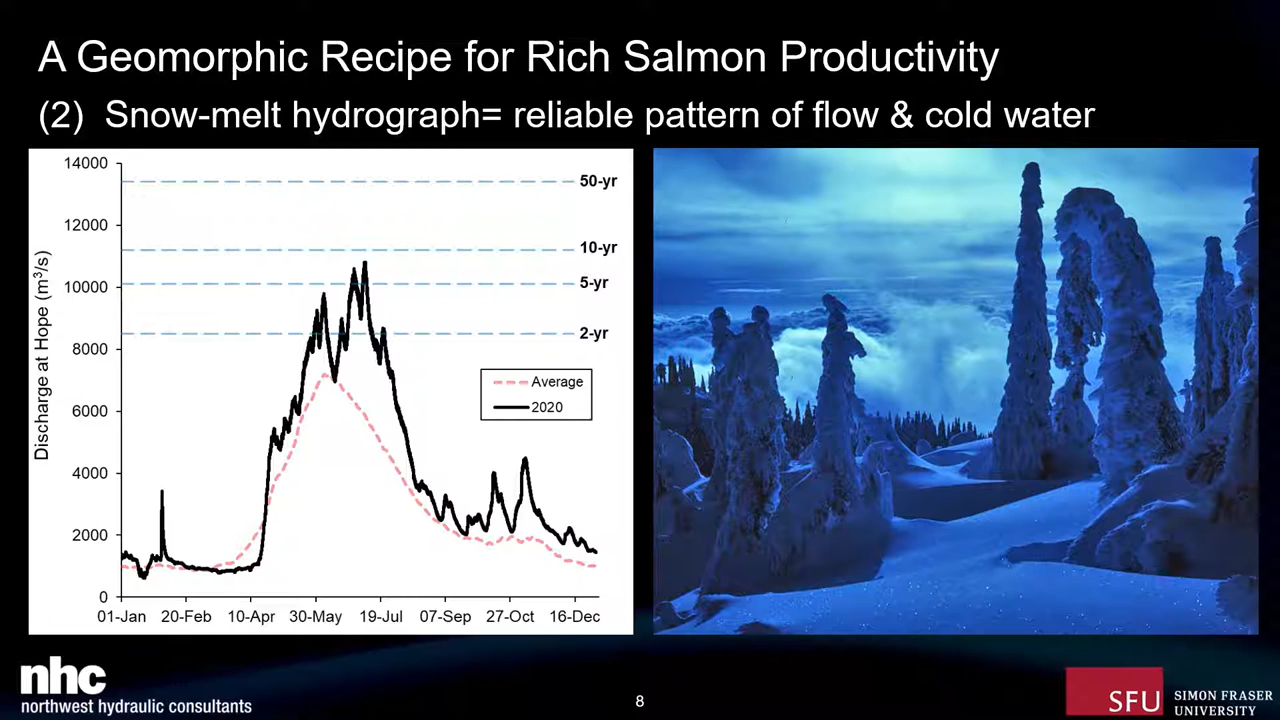 A Geomorphic Recipe for Rich Salmon Productivity
(2) Snow-melt hydrograph= reliable pattern of flow & cold water
Discharge at Hope (m³/s)
14000
12000
10000
8000
6000
4000
2000
0
50-yr
10-yr
5-yr
2-yr
Average
2020
01-Jan 20-Feb 10-Apr 30-May 19-Jul 07-Sep 27-Oct 16-Dec
nhc
northwest hydraulic consultants
8
SFU
SIMON FRASER
UNIVERSITY